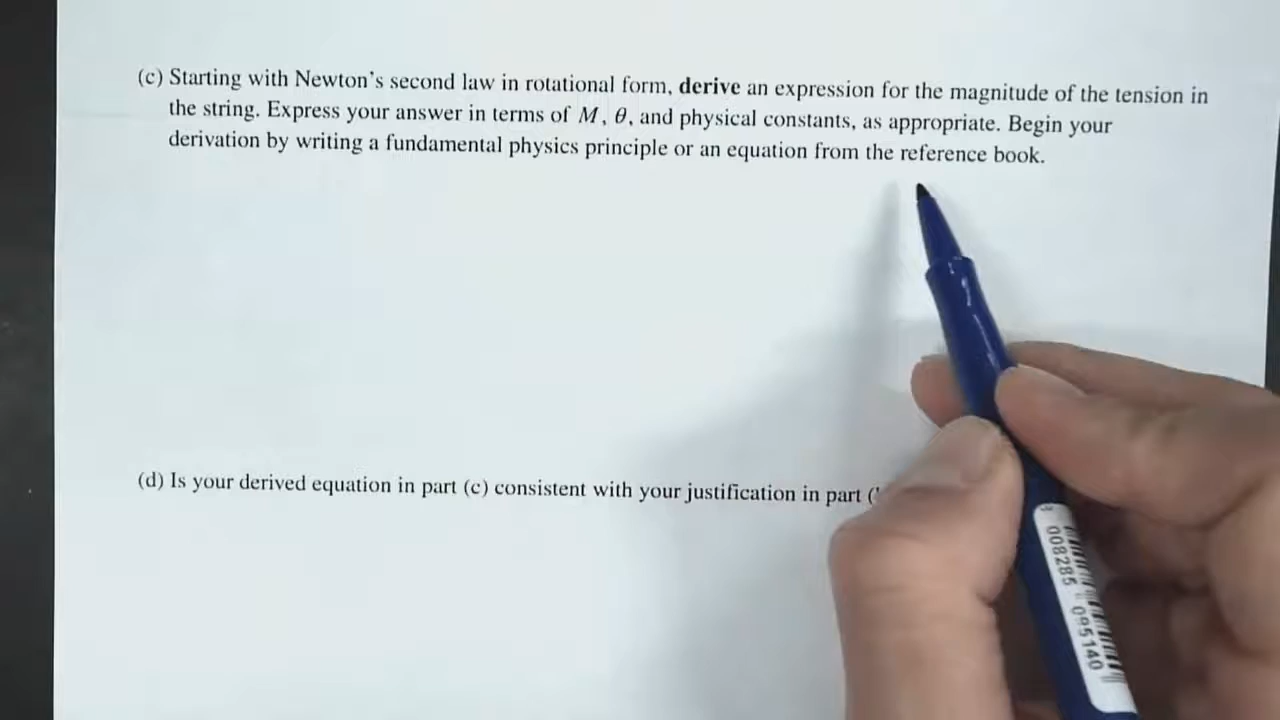 (c) Starting with Newton's second law in rotational form, derive an expression for the magnitude of the tension in
the string. Express your answer in terms of M, θ, and physical constants, as appropriate. Begin your
derivation by writing a fundamental physics principle or an equation from the reference book.
(d) Is your derived equation in part (c) consistent with your justification in part (
008285 095140